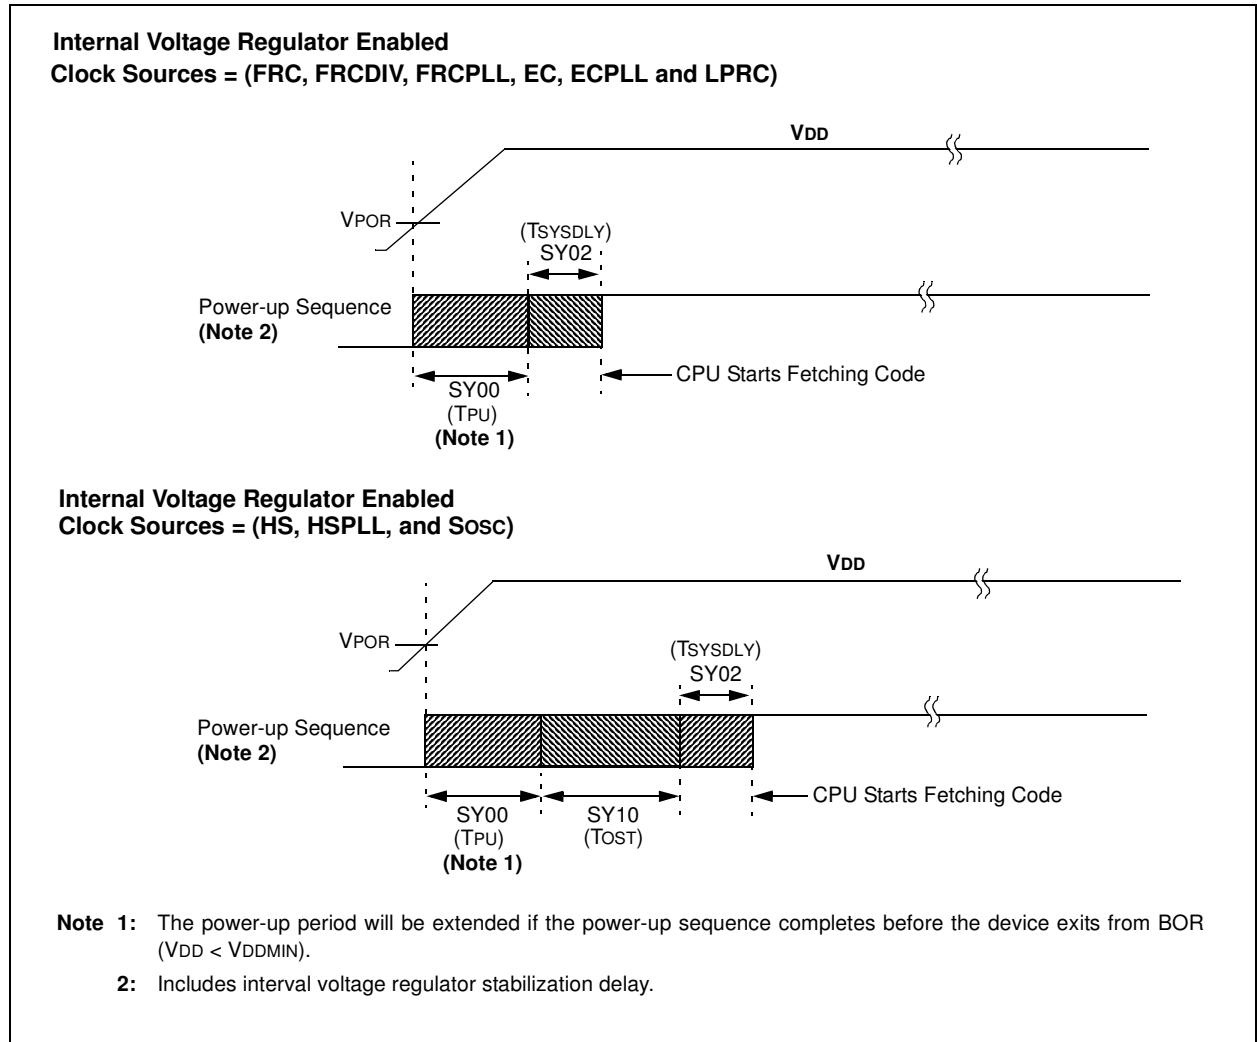 Internal Voltage Regulator Enabled
Clock Sources = (FRC, FRCDIV, FRCPLL, EC, ECPLL and LPRC)
VDD
VPOR
(TSYSDLY)
SY02
Power-up Sequence
(Note 2)
CPU Starts Fetching Code
SY00
(TPU)
(Note 1)
Internal Voltage Regulator Enabled
Clock Sources = (HS, HSPLL, and SOSC)
VDD
VPOR
(TSYSDLY)
SY02
Power-up Sequence
(Note 2)
CPU Starts Fetching Code
SY00
SY10
(TPU)
(TOST)
(Note 1)
Note 1: The power-up period will be extended if the power-up sequence completes before the device exits from BOR
(VDD < VDDMIN).
2: Includes interval voltage regulator stabilization delay.